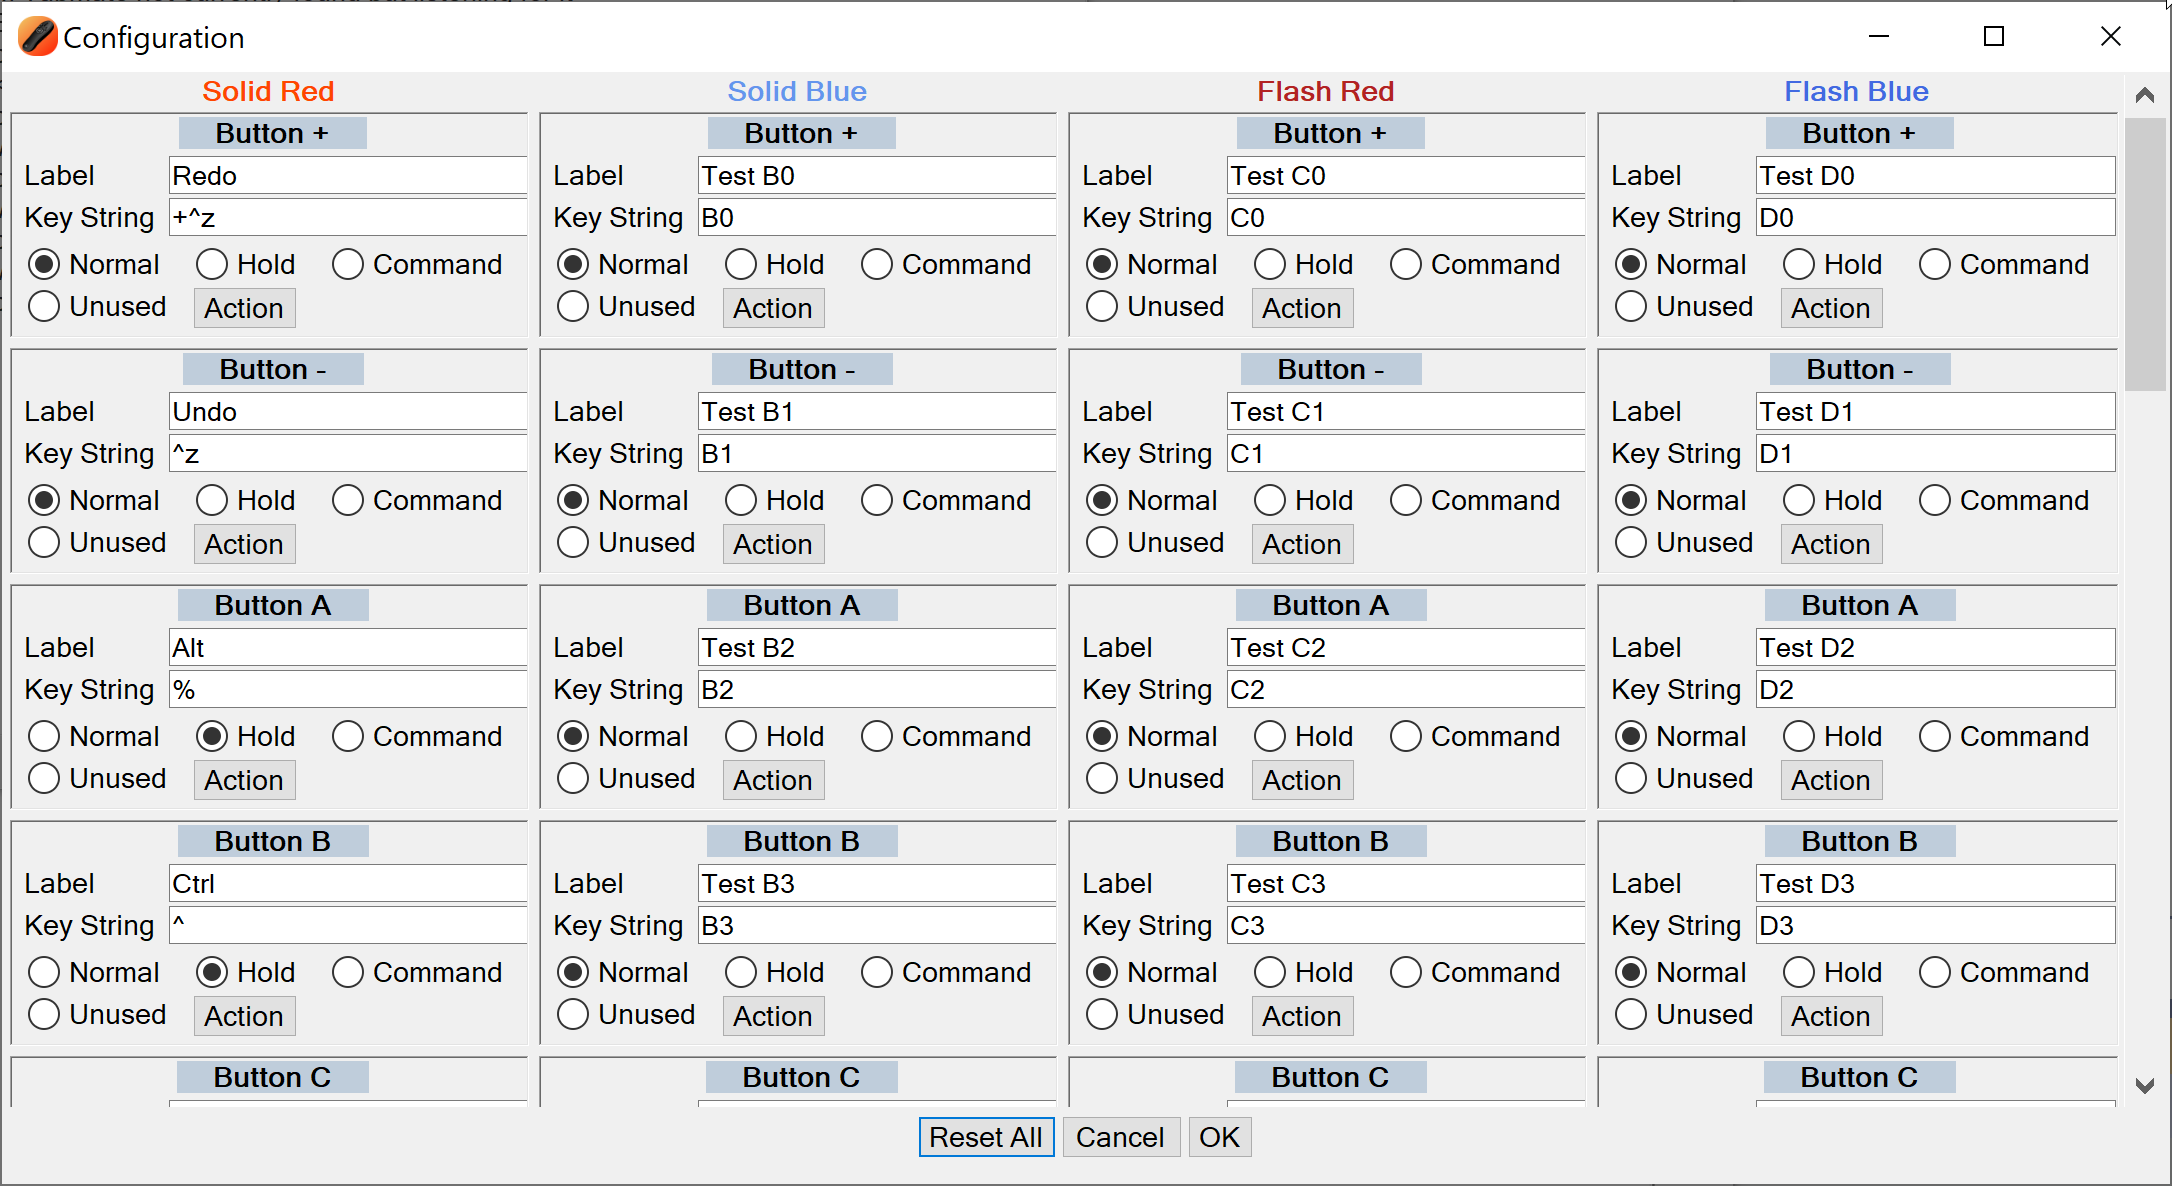 Configuration
Solid Red Solid Blue Flash Red Flash Blue
Button + Button + Button + Button +
Label Redo Label Test B0 Label Test C0 Label Test D0
Key String +^z Key String B0 Key String C0 Key String D0
Normal Hold Command Normal Hold Command Normal Hold Command Normal Hold Command
Unused Action Unused Action Unused Action Unused Action
Button - Button - Button - Button -
Label Undo Label Test B1 Label Test C1 Label Test D1
Key String ^z Key String B1 Key String C1 Key String D1
Normal Hold Command Normal Hold Command Normal Hold Command Normal Hold Command
Unused Action Unused Action Unused Action Unused Action
Button A Button A Button A Button A
Label Alt Label Test B2 Label Test C2 Label Test D2
Key String % Key String B2 Key String C2 Key String D2
Normal Hold Command Normal Hold Command Normal Hold Command Normal Hold Command
Unused Action Unused Action Unused Action Unused Action
Button B Button B Button B Button B
Label Ctrl Label Test B3 Label Test C3 Label Test D3
Key String ^ Key String B3 Key String C3 Key String D3
Normal Hold Command Normal Hold Command Normal Hold Command Normal Hold Command
Unused Action Unused Action Unused Action Unused Action
Button C Button C Button C Button C
Reset All Cancel OK